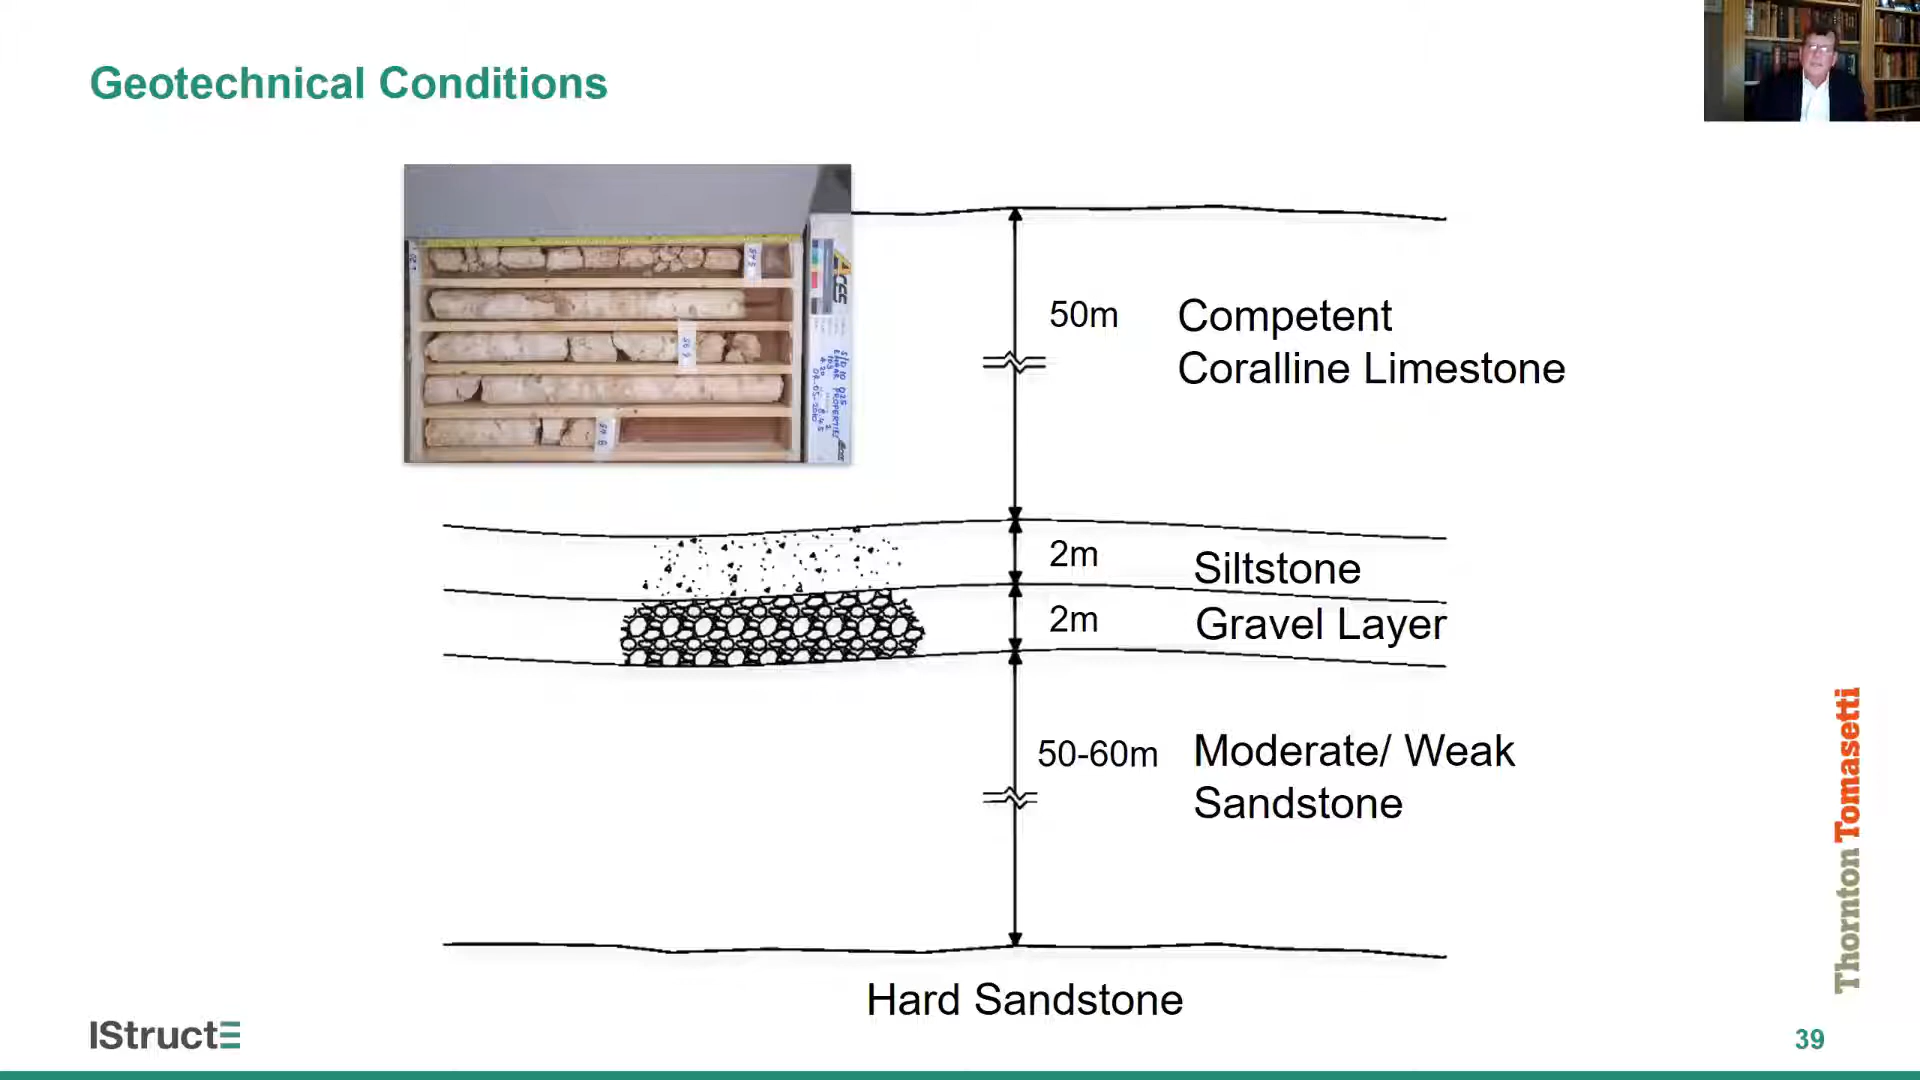 Geotechnical Conditions
50m
Competent
Coralline Limestone
2m
Siltstone
2m
Gravel Layer
50-60m
Moderate/ Weak
Sandstone
Hard Sandstone
Thornton Tomasetti
IStructE
39